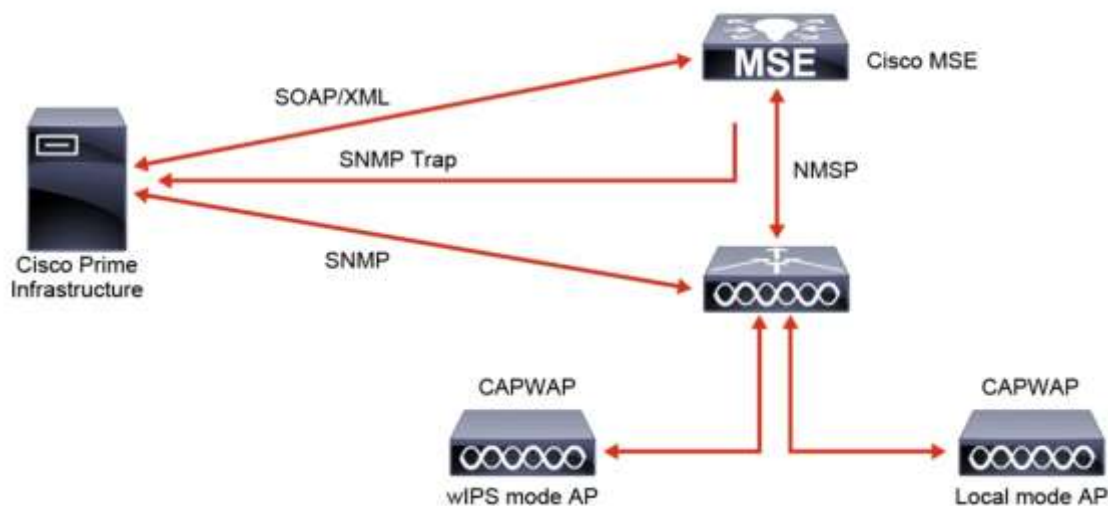 MSE
Cisco MSE
SOAP/XML
SNMP Trap
NMSP
SNMP
Cisco Prime
Infrastructure
CAPWAP
CAPWAP
wIPS mode AP
Local mode AP